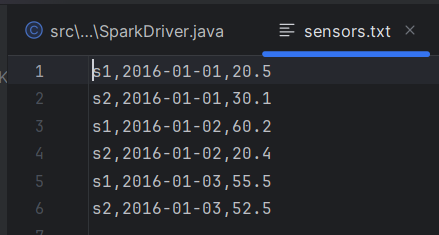 src\...\SparkDriver.java sensors.txt
1 s1,2016-01-01,20.5
2 s2,2016-01-01,30.1
3 s1,2016-01-02,60.2
4 s2,2016-01-02,20.4
5 s1,2016-01-03,55.5
6 s2,2016-01-03,52.5